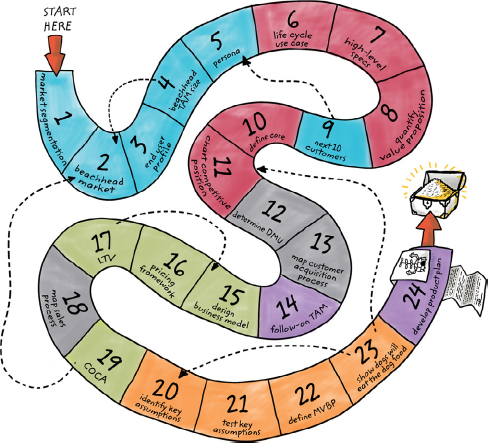 START
HERE
1
market segmentation
2
beachhead
market
3
end user
profile
4
beachhead
TAM size
5
persona
6
life cycle
use case
7
high-level
specs
8
quantify
value proposition
9
next 10
customers
10
define core
11
chart competitive
position
12
determine DMU
13
map customer
acquisition
process
14
follow-on TAM
15
design
business model
16
pricing
framework
17
LTV
18
map sales
process
19
COCA
20
identify key
assumptions
21
test key
assumptions
22
define MVBP
23
show dogs will
eat the dog food
24
develop product plan